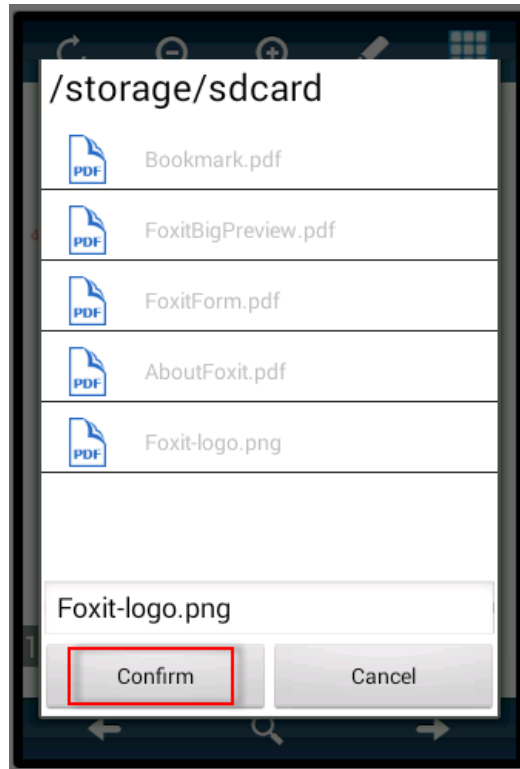 /storage/sdcard
PDF
Bookmark.pdf
PDF
FoxitBigPreview.pdf
PDF
FoxitForm.pdf
PDF
AboutFoxit.pdf
PDF
Foxit-logo.png
Foxit-logo.png
1
Confirm
Cancel